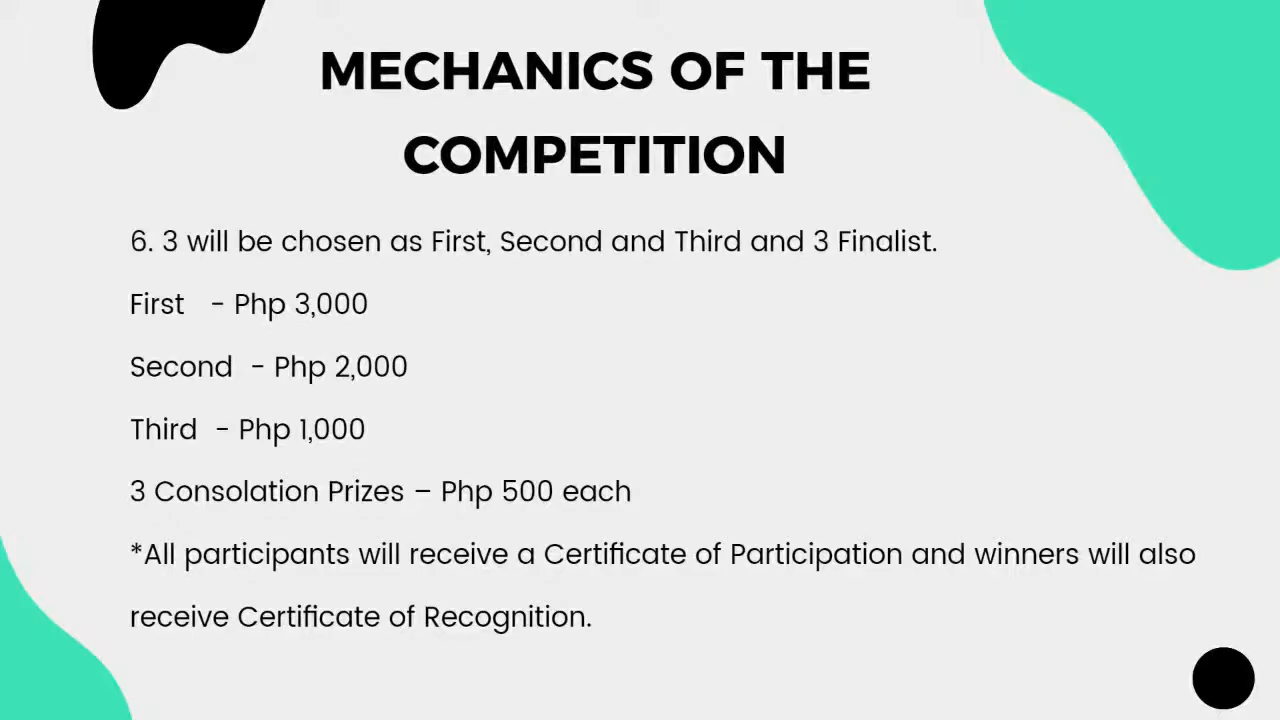 MECHANICS OF THE
COMPETITION
6. 3 will be chosen as First, Second and Third and 3 Finalist.
First - Php 3,000
Second - Php 2,000
Third - Php 1,000
3 Consolation Prizes – Php 500 each
*All participants will receive a Certificate of Participation and winners will also
receive Certificate of Recognition.